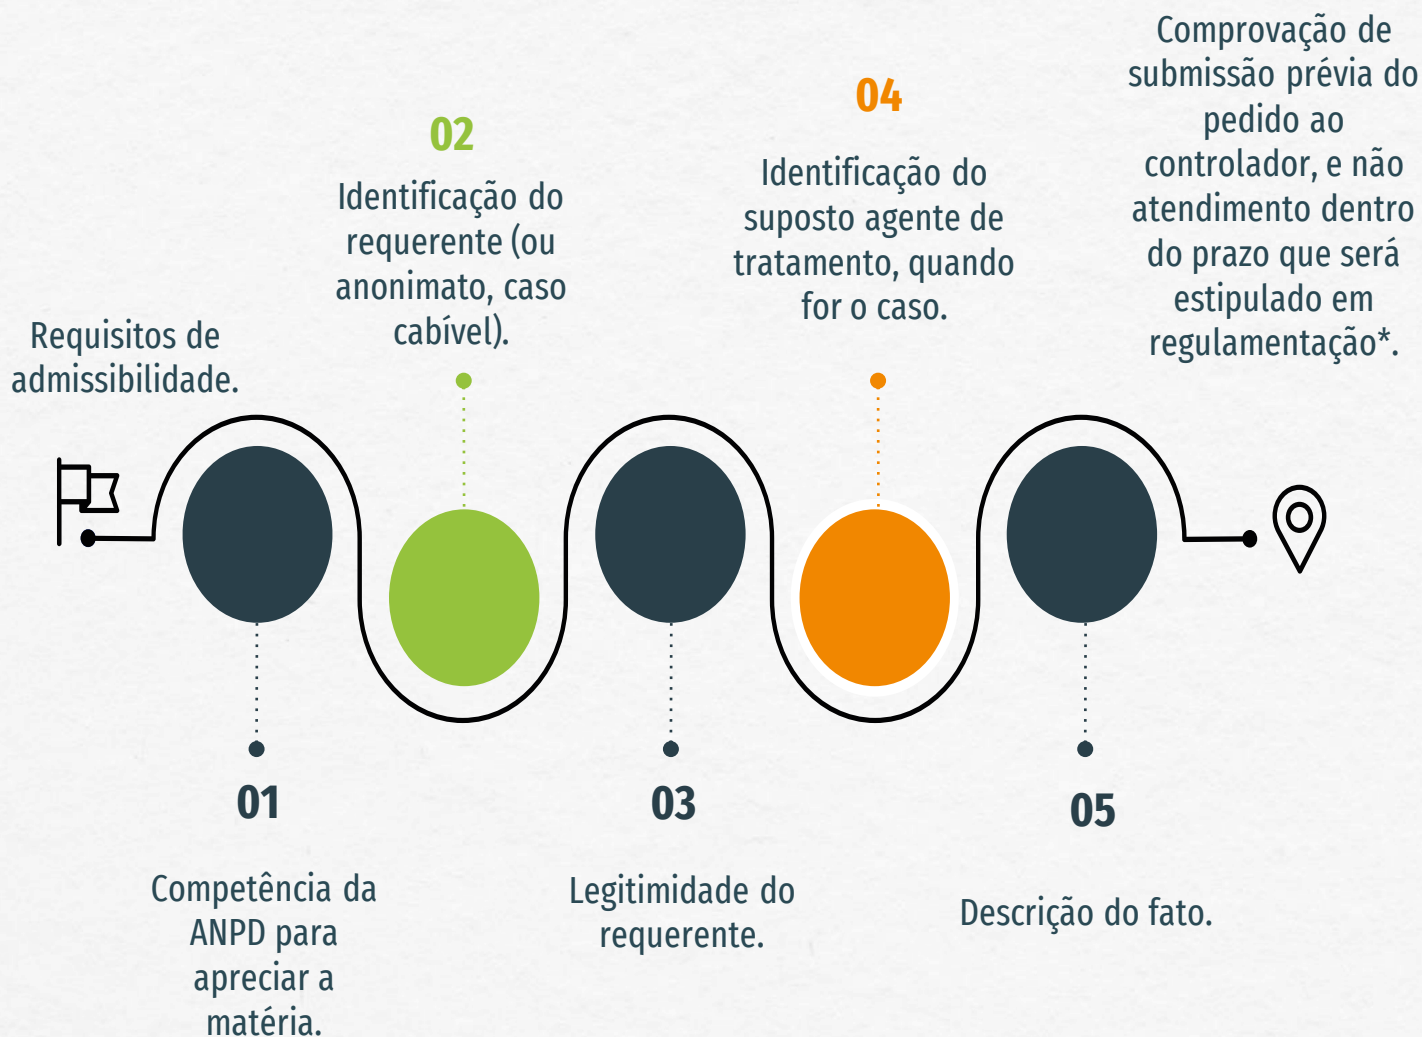 Requisitos de
admissibilidade.
01
Competência da
ANPD para
apreciar a
matéria.
02
Identificação do
requerente (ou
anonimato, caso
cabível).
03
Legitimidade do
requerente.
04
Identificação do
suposto agente de
tratamento, quando
for o caso.
05
Descrição do fato.
Comprovação de
submissão prévia do
pedido ao
controlador, e não
atendimento dentro
do prazo que será
estipulado em
regulamentação*.